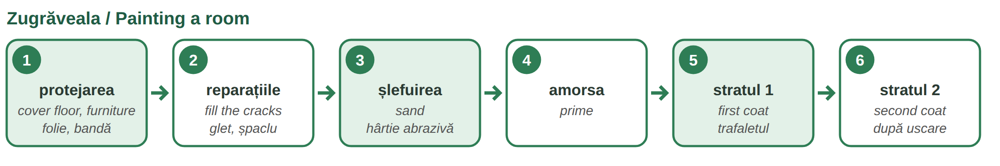 Zugrăveala / Painting a room
1
protejarea
cover floor, furniture
folie, bandă
2
reparațiile
fill the cracks
glet, șpaclu
3
șlefuirea
sand
hârtie abrazivă
4
amorsa
prime
5
stratul 1
first coat
trafaletul
6
stratul 2
second coat
după uscare